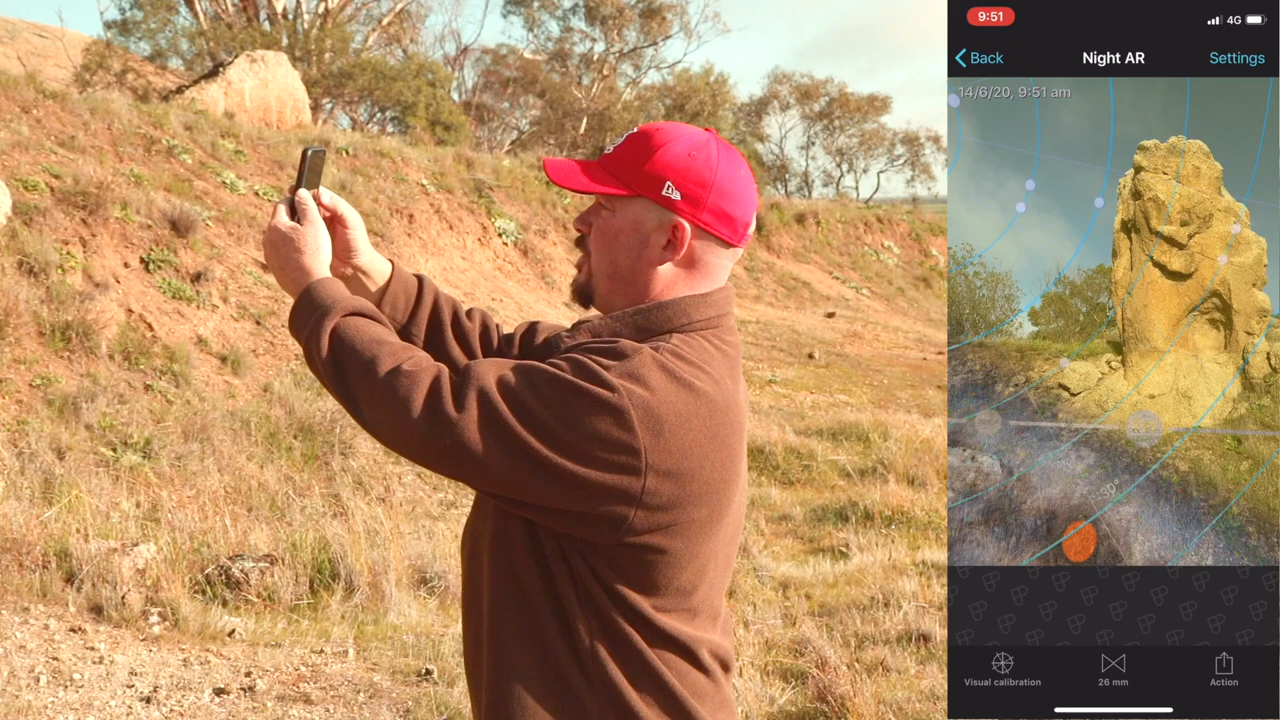 9:51
4G
Back
Night AR
Settings
14/6/20, 9:51 am
30°
Visual calibration
26 mm
Action